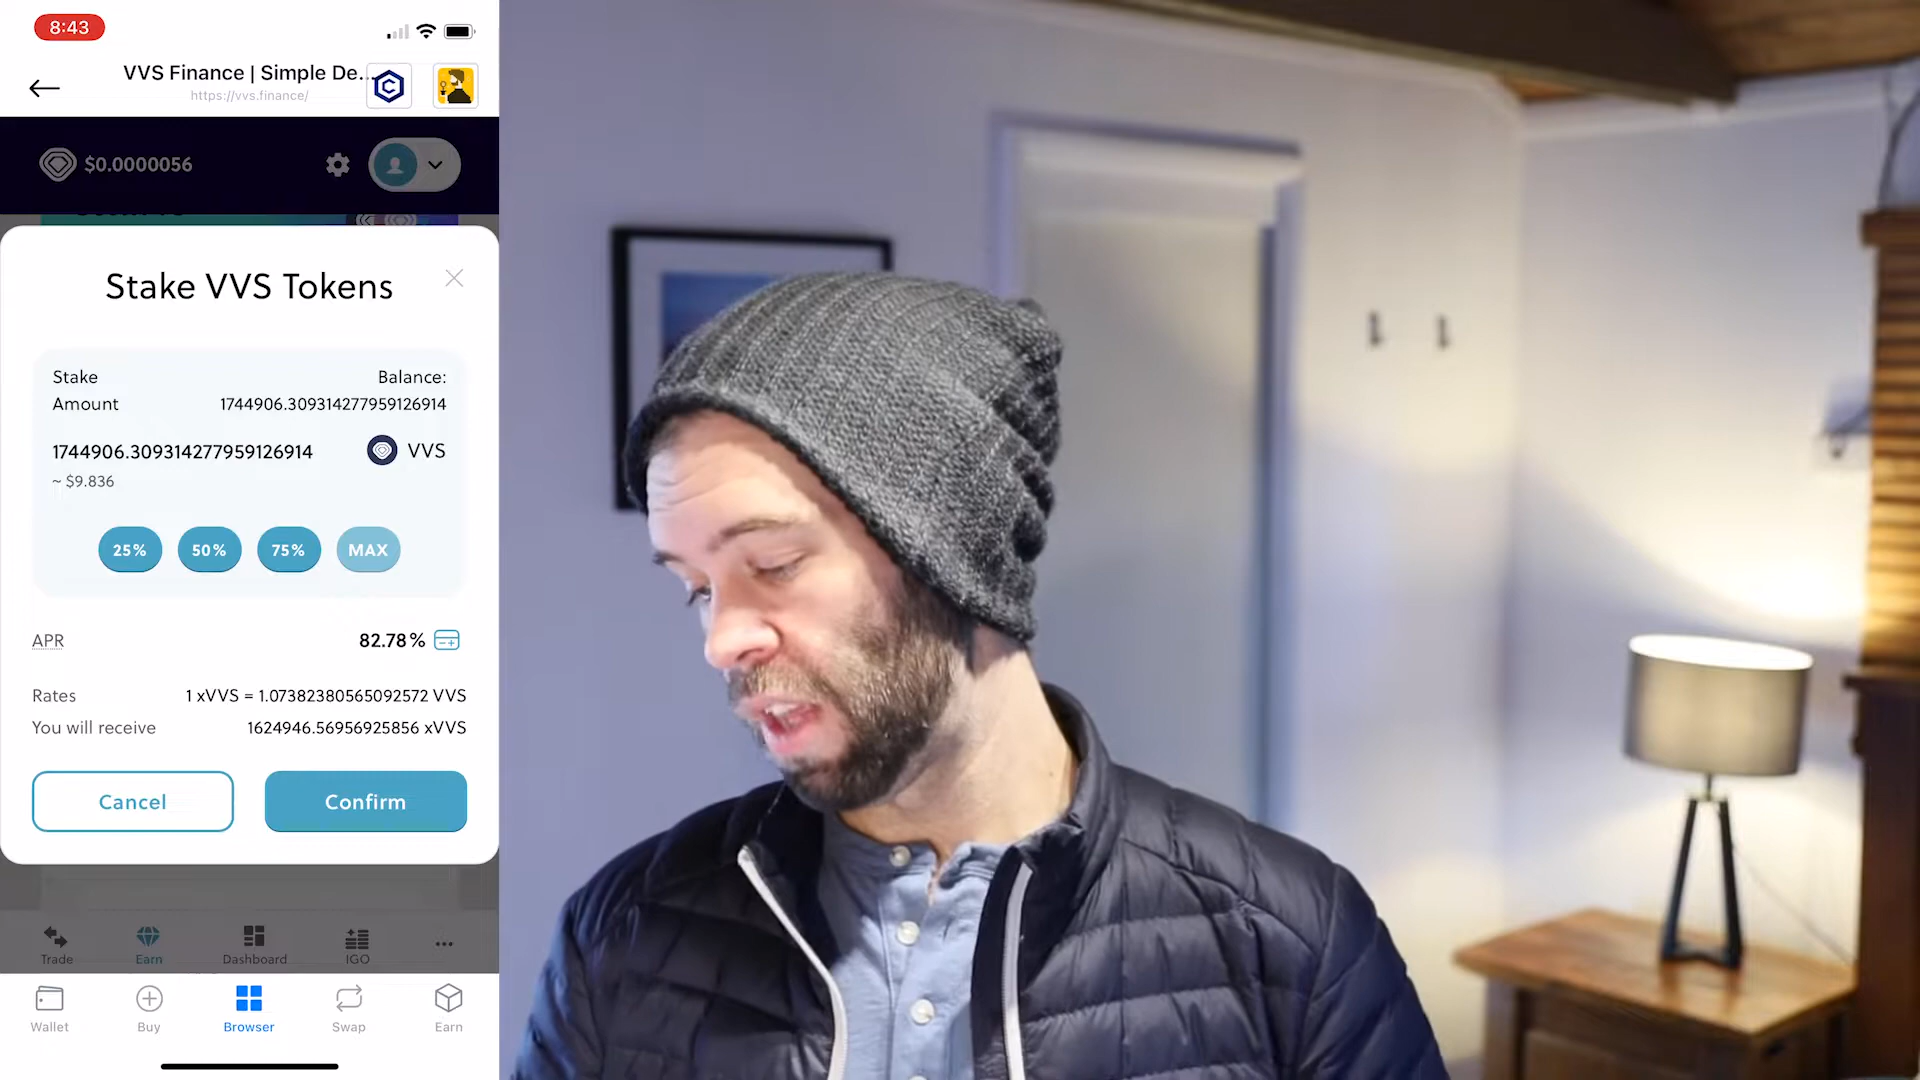 8:43
VVS Finance | Simple De...
https://vvs.finance/
$0.0000056
Stake VVS Tokens
Stake Amount
Balance:
1744906.309314277959126914
1744906.309314277959126914
VVS
~ $9.836
25% 50% 75% MAX
APR 82.78%
Rates 1 xVVS = 1.07382380565092572 VVS
You will receive 1624946.56956925856 xVVS
Cancel Confirm
Trade Earn Dashboard IGO
Wallet Buy Browser Swap Earn